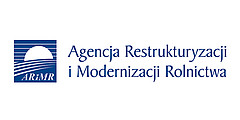 Agencja Restrukturyzacji
i Modernizacji Rolnictwa
ARiMR